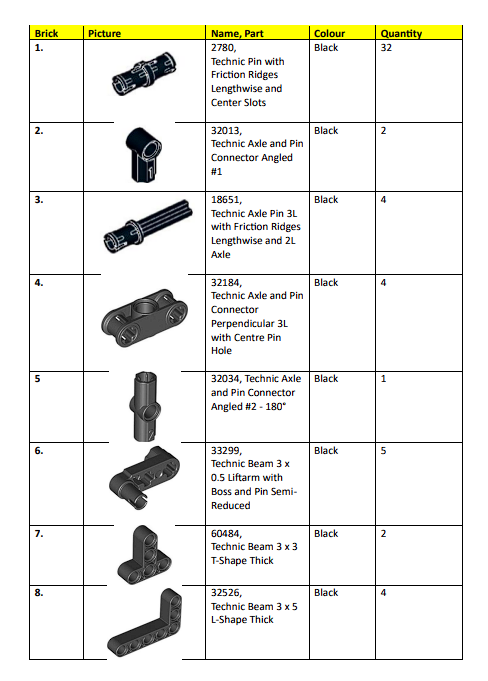 Brick Picture Name, Part Colour Quantity
1. 2780, Black 32
Technic Pin with
Friction Ridges
Lengthwise and
Center Slots
2. 32013, Black 2
Technic Axle and Pin
Connector Angled
#1
1
3. 18651, Black 4
Technic Axle Pin 3L
with Friction Ridges
Lengthwise and 2L
Axle
4. 32184, Black 4
Technic Axle and Pin
Connector
Perpendicular 3L
with Centre Pin
Hole
5 32034, Technic Axle Black 1
and Pin Connector
Angled #2 - 180°
6. 33299, Black 5
Technic Beam 3 x
0.5 Liftarm with
Boss and Pin Semi-
Reduced
7. 60484, Black 2
Technic Beam 3 x 3
T-Shape Thick
8. 32526, Black 4
Technic Beam 3 x 5
L-Shape Thick